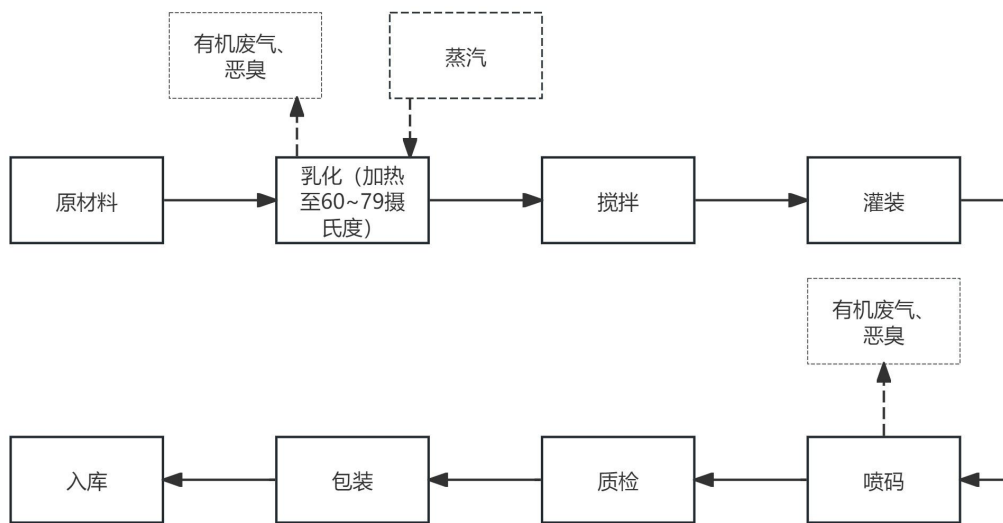 有机废气、
恶臭
蒸汽
原材料
乳化（加热
至60~79摄
氏度）
搅拌
灌装
有机废气、
恶臭
入库
包装
质检
喷码